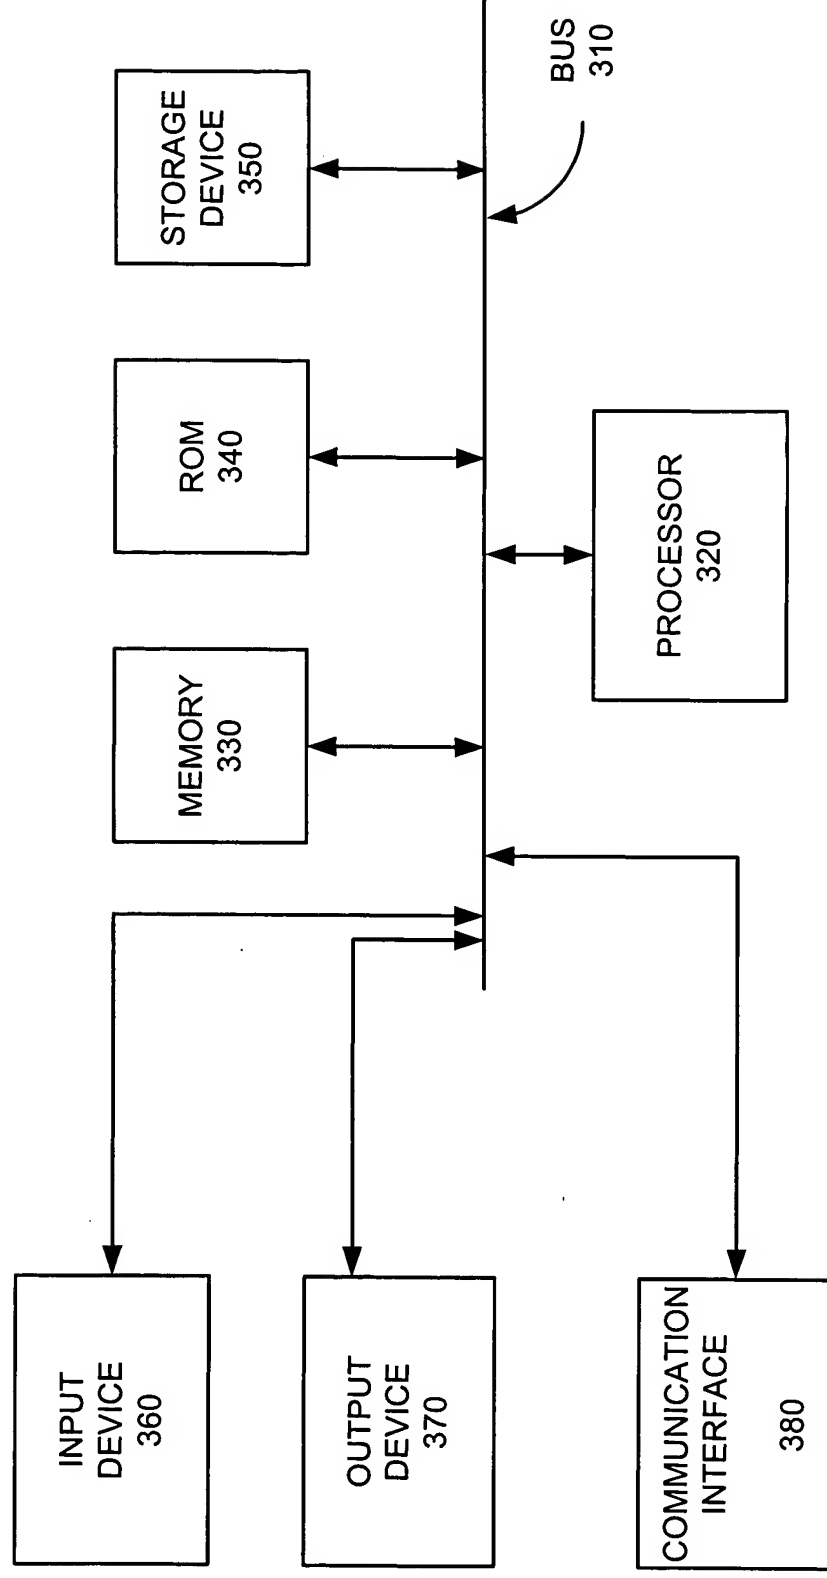 INPUT
DEVICE
360
OUTPUT
DEVICE
370
COMMUNICATION
INTERFACE
380
MEMORY
330
ROM
340
STORAGE
DEVICE
350
PROCESSOR
320
BUS
310